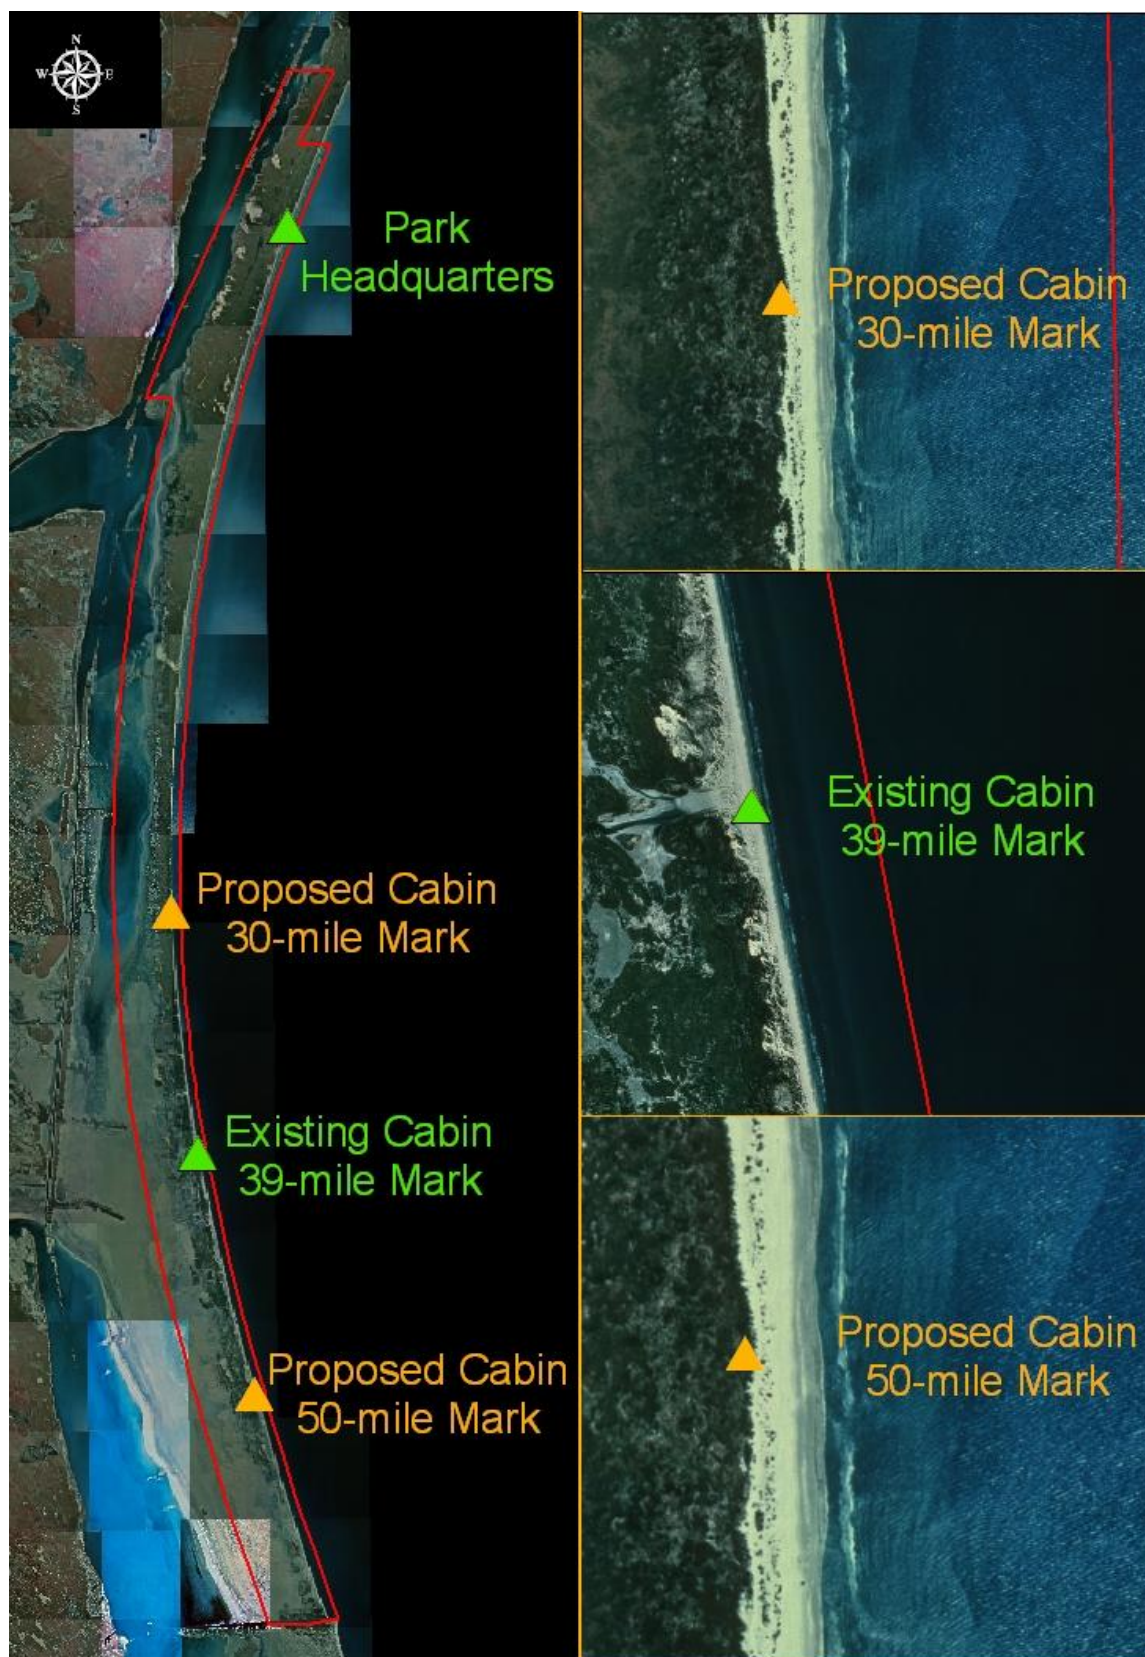 N
W E
S
Park
Headquarters
Proposed Cabin
30-mile Mark
Existing Cabin
39-mile Mark
Proposed Cabin
50-mile Mark
Proposed Cabin
30-mile Mark
Existing Cabin
39-mile Mark
Proposed Cabin
50-mile Mark